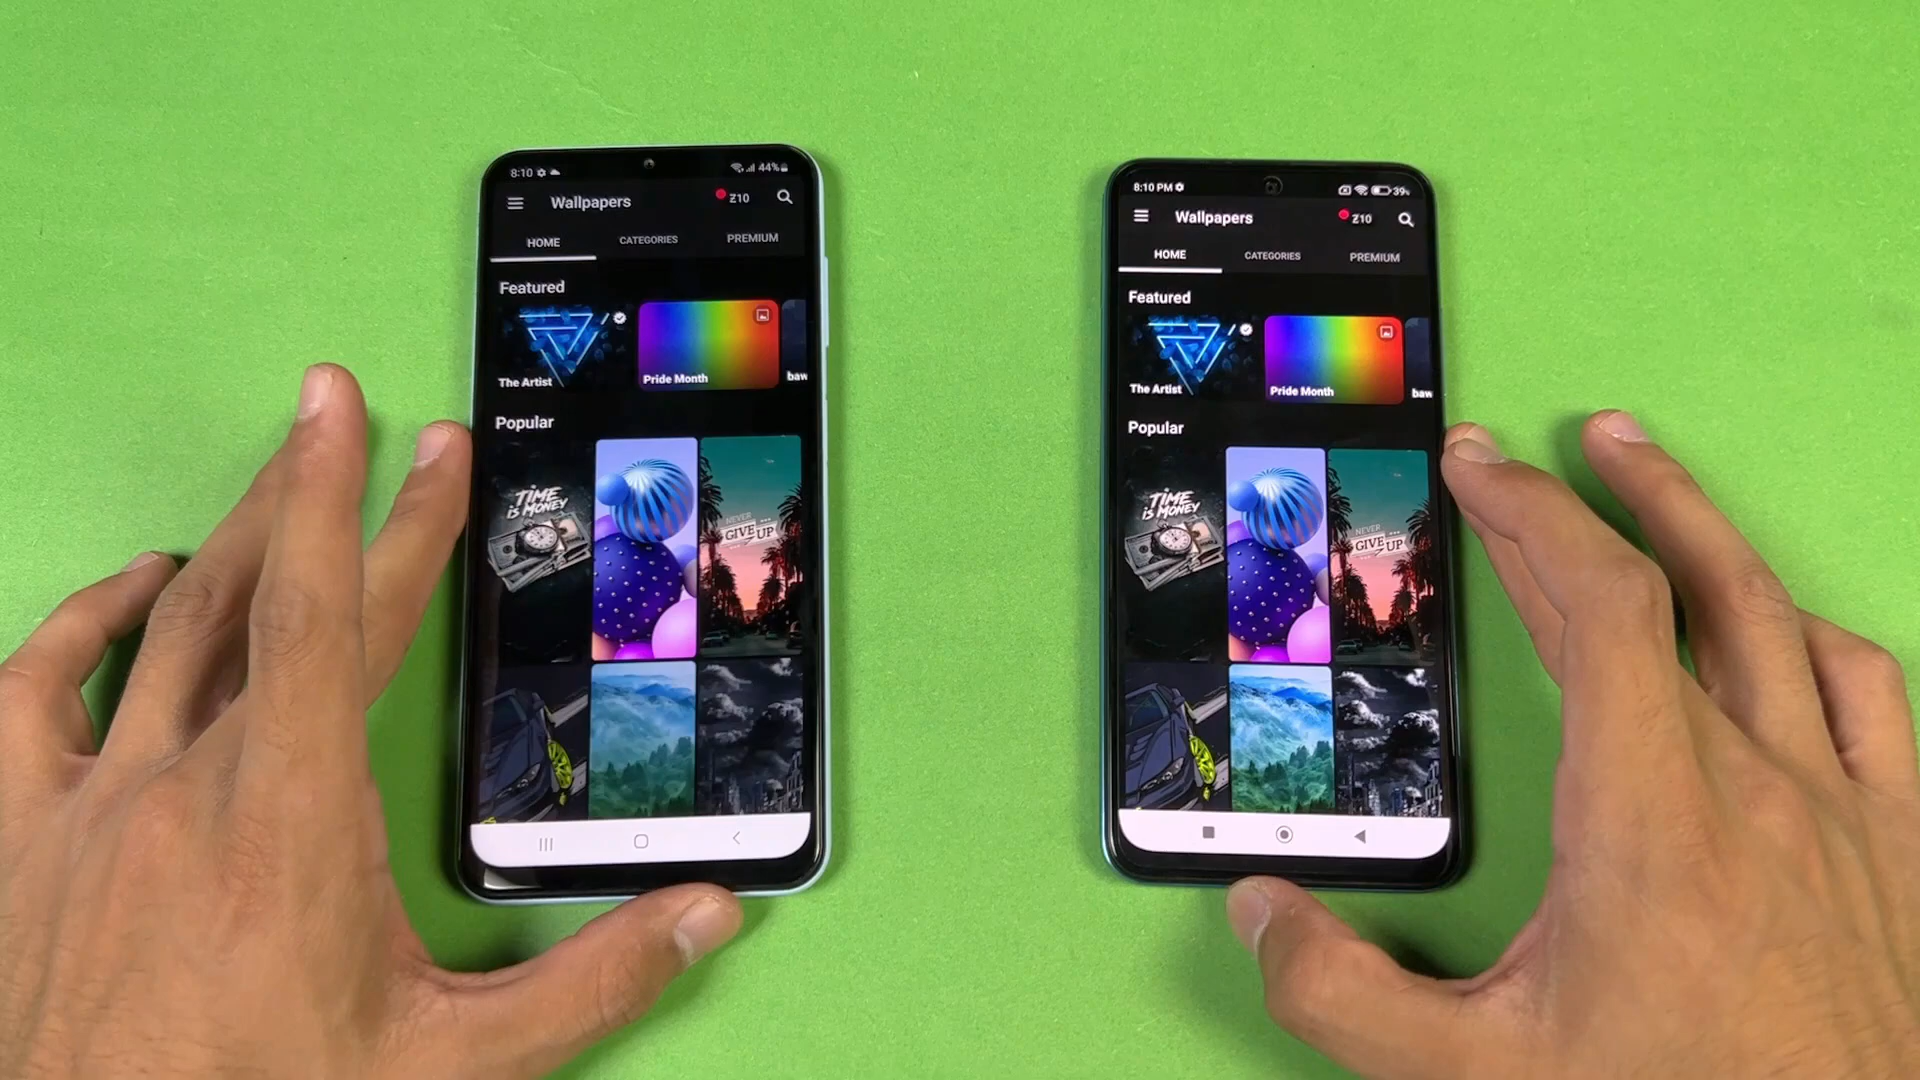 8:10
44%
Wallpapers
Z10
HOME
CATEGORIES
PREMIUM
Featured
The Artist
Pride Month
baw
Popular
TIME
IS MONEY
NEVER
GIVE UP
8:10 PM
39%
Wallpapers
Z10
HOME
CATEGORIES
PREMIUM
Featured
The Artist
Pride Month
baw
Popular
TIME
IS MONEY
NEVER
GIVE UP